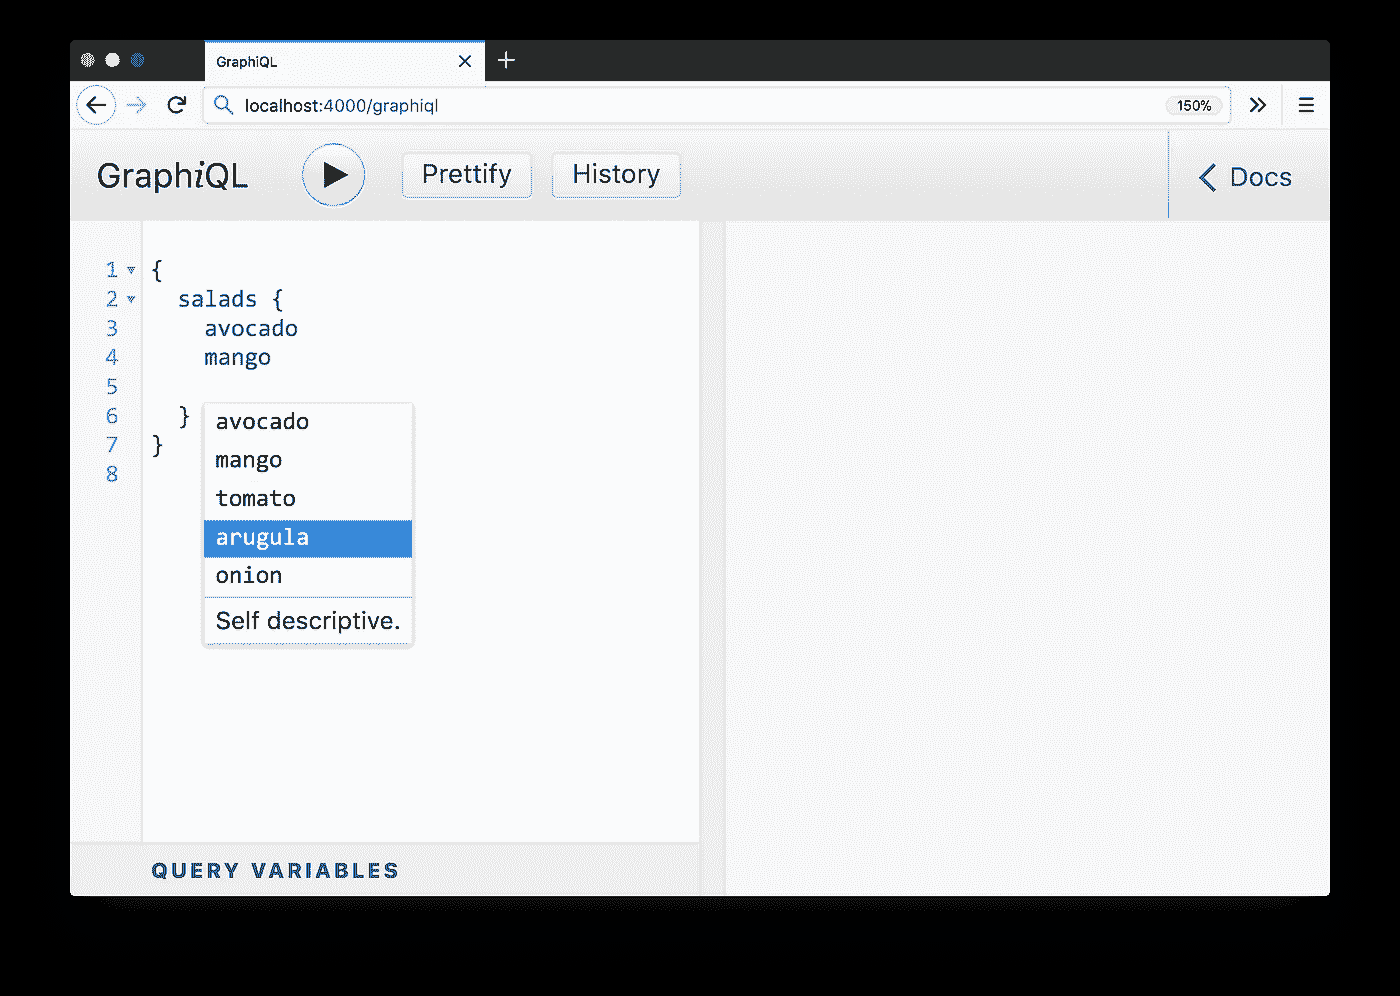 GraphiQL
localhost:4000/graphiql
150%
GraphiQL
Prettify
History
Docs
1 {
2 salads {
3 avocado
4 mango
5
6 }
7 }
8
avocado
mango
tomato
arugula
onion
Self descriptive.
QUERY VARIABLES